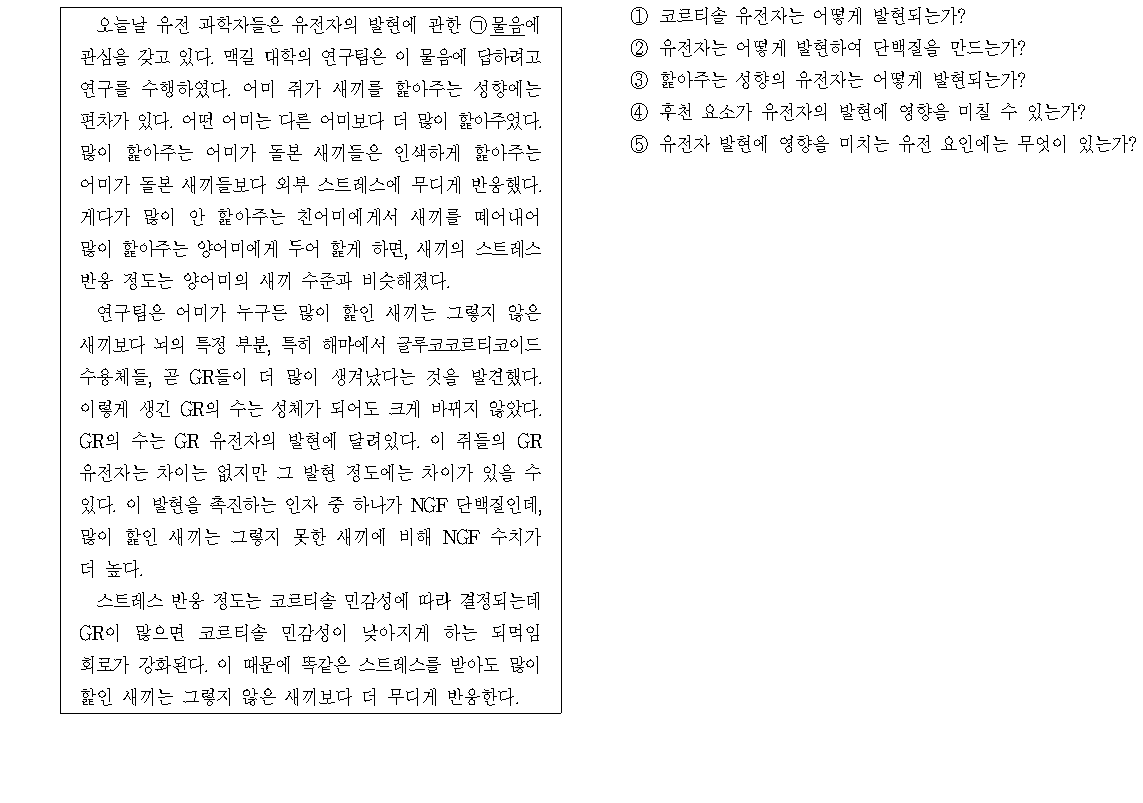 오늘날 유전 과학자들은 유전자의 발현에 관한 ㉠물음에
관심을 갖고 있다. 맥길 대학의 연구팀은 이 물음에 답하려고
연구를 수행하였다. 어미 쥐가 새끼를 핥아주는 성향에는
편차가 있다. 어떤 어미는 다른 어미보다 더 많이 핥아주었다.
많이 핥아주는 어미가 돌본 새끼들은 인색하게 핥아주는
어미가 돌본 새끼들보다 외부 스트레스에 무디게 반응했다.
게다가 많이 안 핥아주는 친어미에게서 새끼를 떼어내어
많이 핥아주는 양어미에게 두어 핥게 하면, 새끼의 스트레스
반응 정도는 양어미의 새끼 수준과 비슷해졌다.
연구팀은 어미가 누구든 많이 핥인 새끼는 그렇지 않은
새끼보다 뇌의 특정 부분, 특히 해마에서 글루코코르티코이드
수용체들, 곧 GR들이 더 많이 생겨났다는 것을 발견했다.
이렇게 생긴 GR의 수는 성체가 되어도 크게 바뀌지 않았다.
GR의 수는 GR 유전자의 발현에 달려있다. 이 쥐들의 GR
유전자는 차이는 없지만 그 발현 정도에는 차이가 있을 수
있다. 이 발현을 촉진하는 인자 중 하나가 NGF 단백질인데,
많이 핥인 새끼는 그렇지 못한 새끼에 비해 NGF 수치가
더 높다.
스트레스 반응 정도는 코르티솔 민감성에 따라 결정되는데
GR이 많으면 코르티솔 민감성이 낮아지게 하는 되먹임
회로가 강화된다. 이 때문에 똑같은 스트레스를 받아도 많이
핥인 새끼는 그렇지 않은 새끼보다 더 무디게 반응한다.
① 코르티솔 유전자는 어떻게 발현되는가?
② 유전자는 어떻게 발현하여 단백질을 만드는가?
③ 핥아주는 성향의 유전자는 어떻게 발현되는가?
④ 후천 요소가 유전자의 발현에 영향을 미칠 수 있는가?
⑤ 유전자 발현에 영향을 미치는 유전 요인에는 무엇이 있는가?